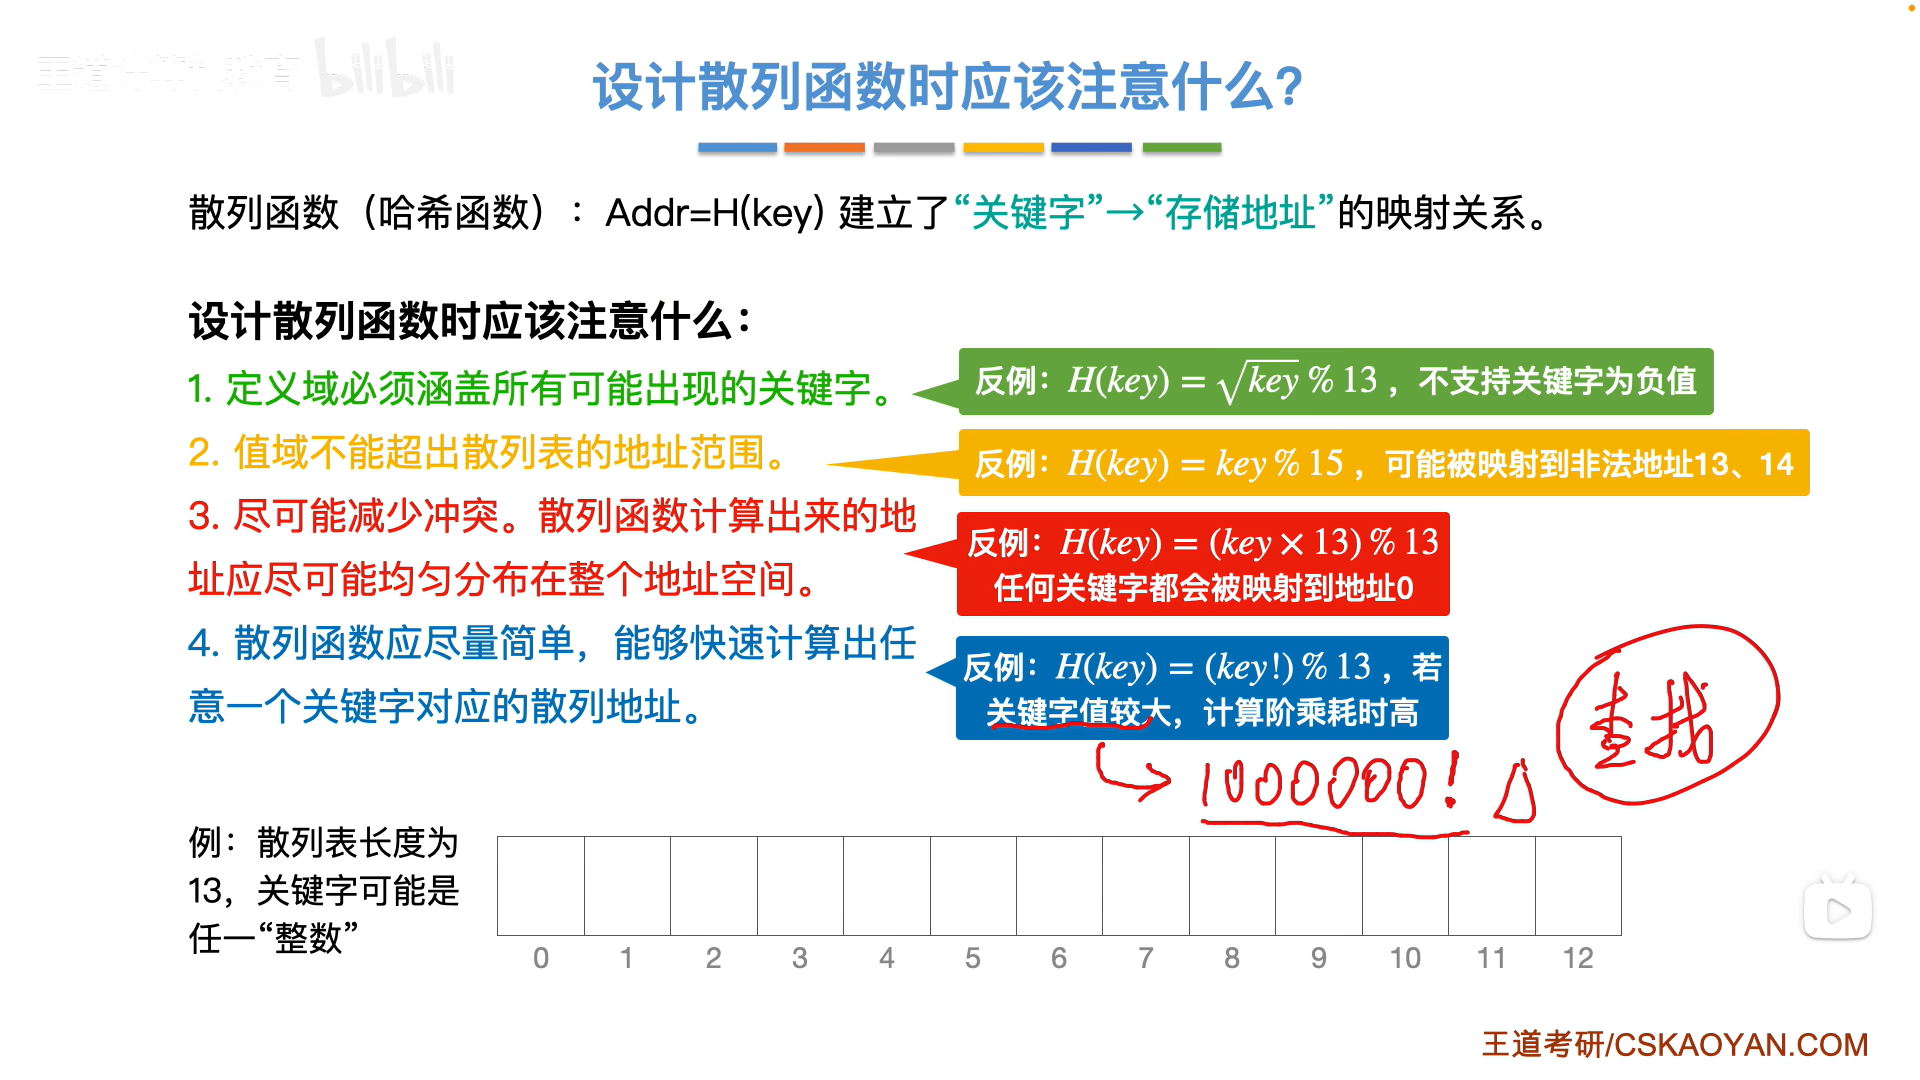 王道计算机教育 bilibili
设计散列函数时应该注意什么?
散列函数（哈希函数）：Addr=H(key) 建立了“关键字”→“存储地址”的映射关系。
设计散列函数时应该注意什么：
1. 定义域必须涵盖所有可能出现的关键字。
反例：H(key) = √key % 13 ，不支持关键字为负值
2. 值域不能超出散列表的地址范围。
反例：H(key) = key % 15 ，可能被映射到非法地址13、14
3. 尽可能减少冲突。散列函数计算出来的地
址应尽可能均匀分布在整个地址空间。
反例：H(key) = (key × 13) % 13
任何关键字都会被映射到地址0
4. 散列函数应尽量简单，能够快速计算出任
意一个关键字对应的散列地址。
反例：H(key) = (key!) % 13 ，若
关键字值较大，计算阶乘耗时高
查找
1000000!
例：散列表长度为
13，关键字可能是
任一“整数”
0 1 2 3 4 5 6 7 8 9 10 11 12
王道考研/CSKAOYAN.COM